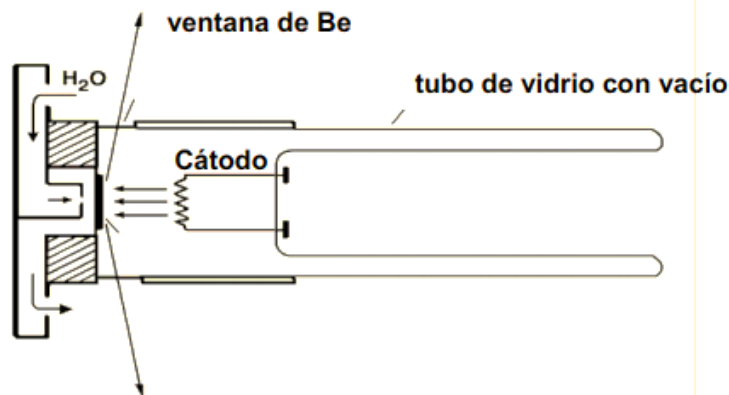 ventana de Be
H₂O
tubo de vidrio con vacío
Cátodo